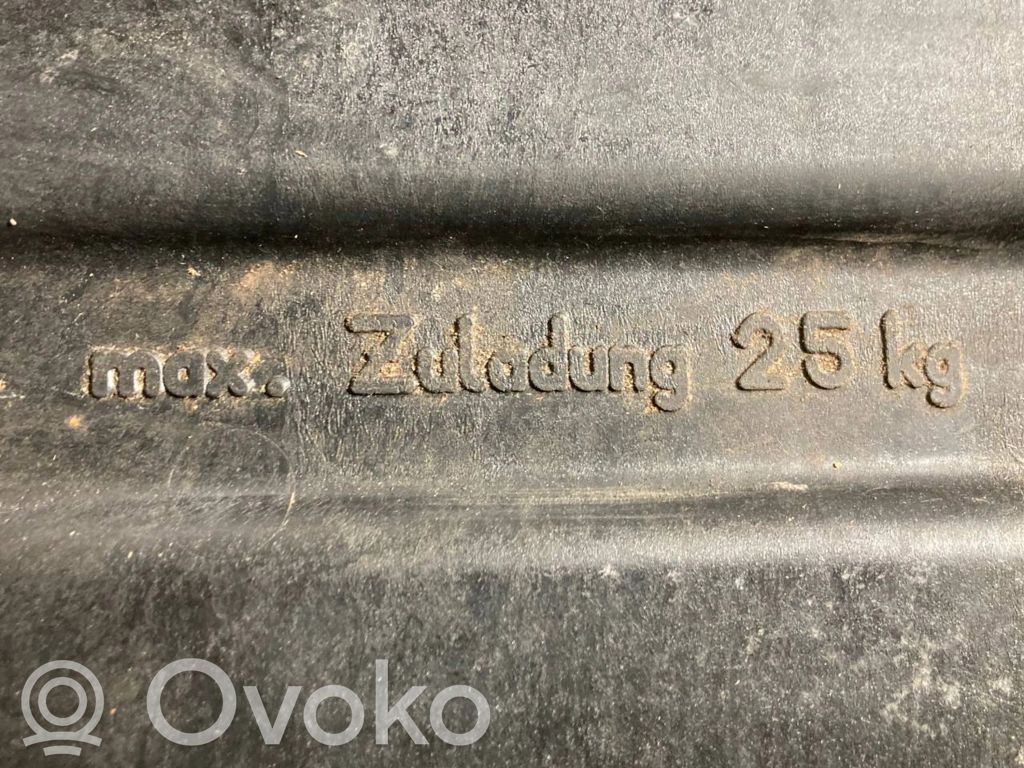 max. Zuladung 25 kg
Ovoko